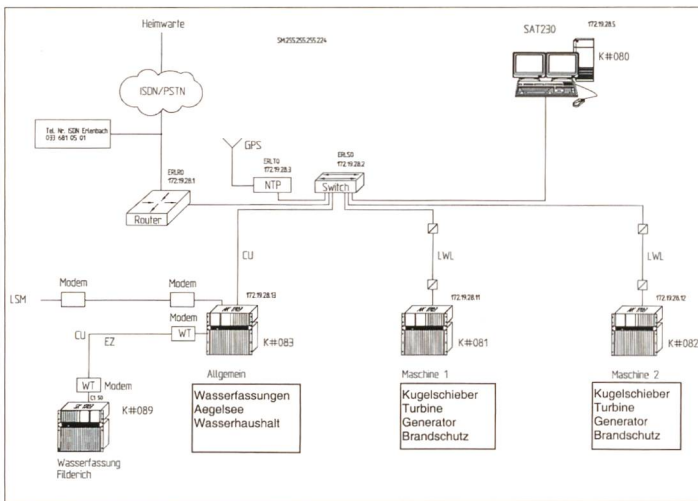 Heimwarte
SM.255.255.255.224
SAT230
172.19.28.5
K#080
ISDN/PSTN
Tel. Nr. ISDN Erlenbach
033 681 05 01
GPS
ERLT0
172.19.28.3
NTP
ERLS0
172.19.28.2
Switch
ERLR0
172.19.28.1
Router
CU
LWL
LWL
LSM
Modem
Modem
Modem
WT
172.19.28.13
K#083
172.19.28.11
K#081
172.19.28.12
K#082
CU
EZ
WT
Modem
C1 S0
K#089
Wasserfassung
Filderich
Allgemein
Wasserfassungen
Aegelsee
Wasserhaushalt
Maschine 1
Kugelschieber
Turbine
Generator
Brandschutz
Maschine 2
Kugelschieber
Turbine
Generator
Brandschutz